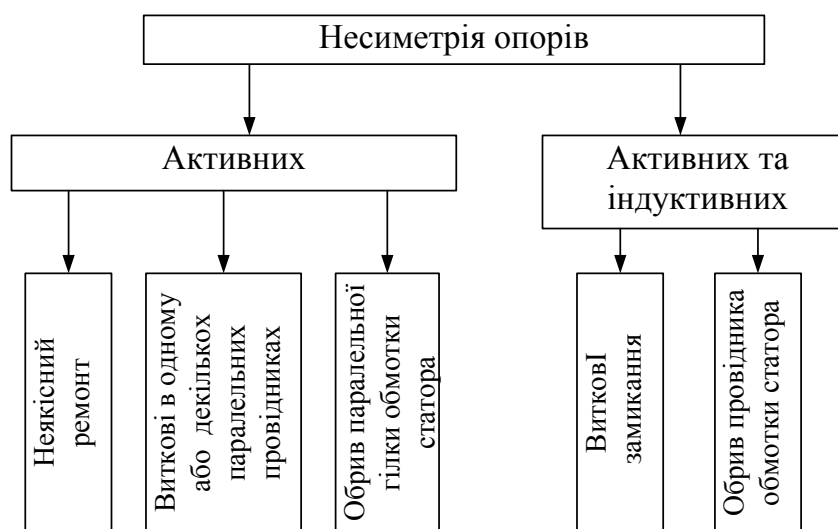 Несиметрія опорів
Активних
Активних та
індуктивних
Неякісний
ремонт
Виткові в одному
або декількох
паралельних
провідниках
Обрив паралельної
гілки обмотки
статора
ВитковІ
замикання
Обрив провідника
обмотки статора